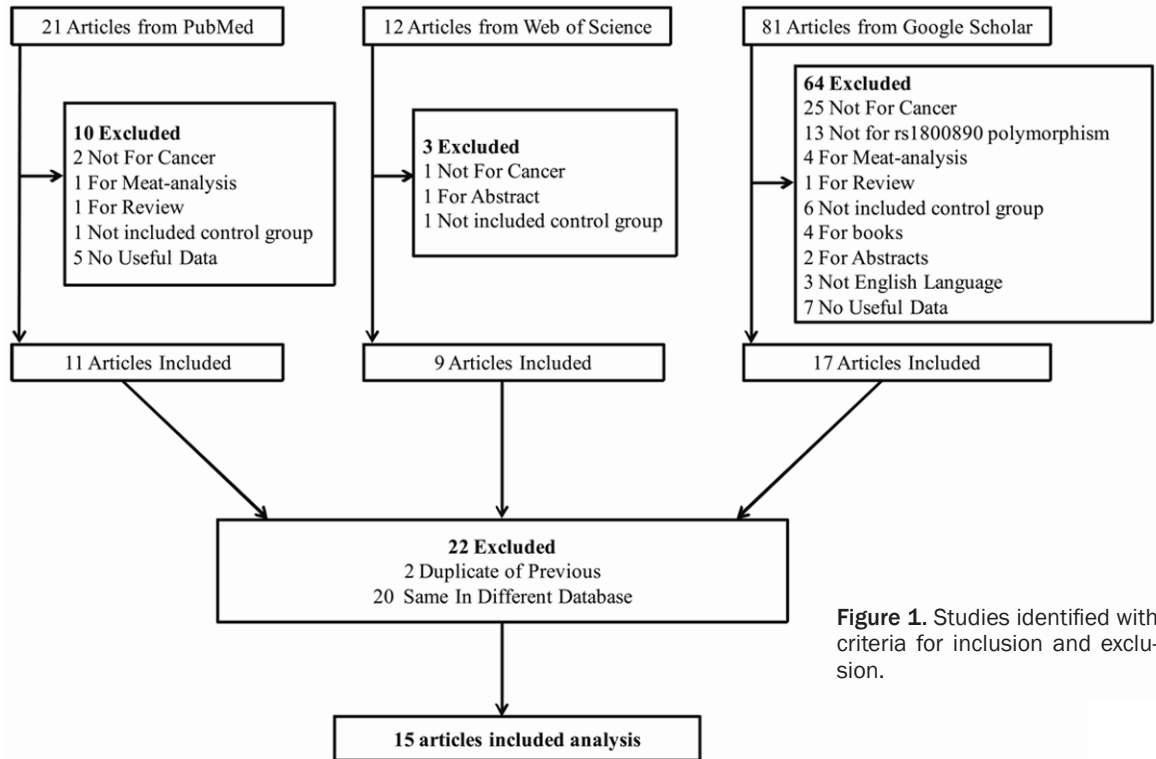 21 Articles from PubMed
12 Articles from Web of Science
81 Articles from Google Scholar
10 Excluded
2 Not For Cancer
1 For Meat-analysis
1 For Review
1 Not included control group
5 No Useful Data
3 Excluded
1 Not For Cancer
1 For Abstract
1 Not included control group
64 Excluded
25 Not For Cancer
13 Not for rs1800890 polymorphism
4 For Meat-analysis
1 For Review
6 Not included control group
4 For books
2 For Abstracts
3 Not English Language
7 No Useful Data
11 Articles Included
9 Articles Included
17 Articles Included
22 Excluded
2 Duplicate of Previous
20 Same In Different Database
Figure 1. Studies identified with
criteria for inclusion and exclu-
sion.
15 articles included analysis